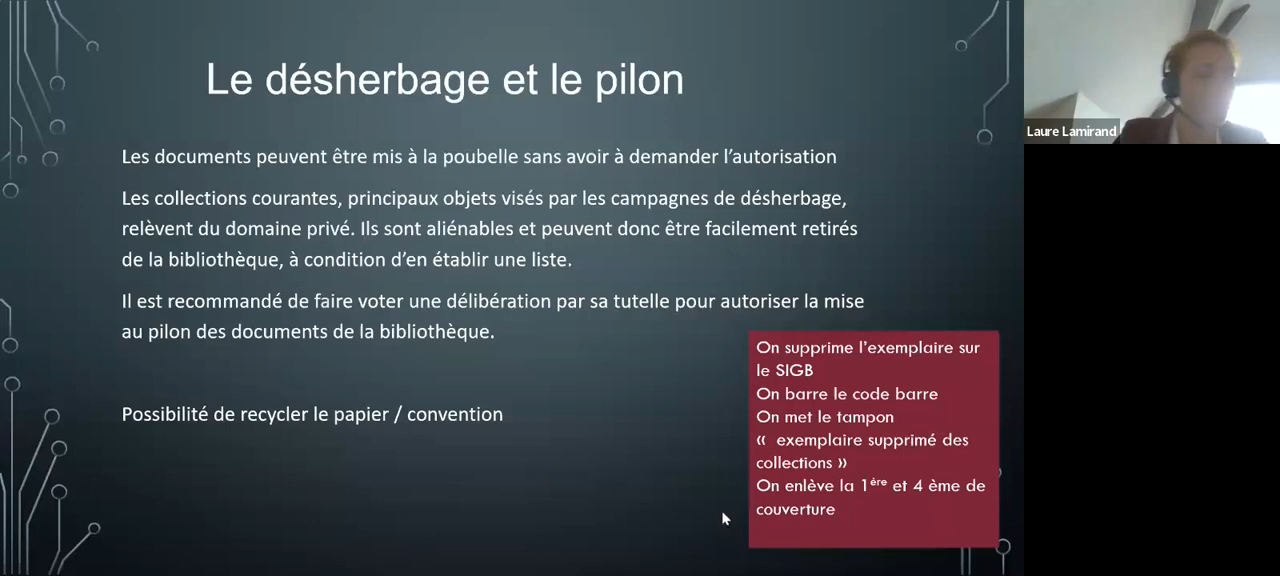 Le désherbage et le pilon
Les documents peuvent être mis à la poubelle sans avoir à demander l'autorisation
Les collections courantes, principaux objets visés par les campagnes de désherbage,
relèvent du domaine privé. Ils sont aliénables et peuvent donc être facilement retirés
de la bibliothèque, à condition d'en établir une liste.
Il est recommandé de faire voter une délibération par sa tutelle pour autoriser la mise
au pilon des documents de la bibliothèque.
Possibilité de recycler le papier / convention
On supprime l'exemplaire sur
le SIGB
On barre le code barre
On met le tampon
«  exemplaire supprimé des
collections »
On enlève la 1ère et 4 ème de
couverture
Laure Lamirand